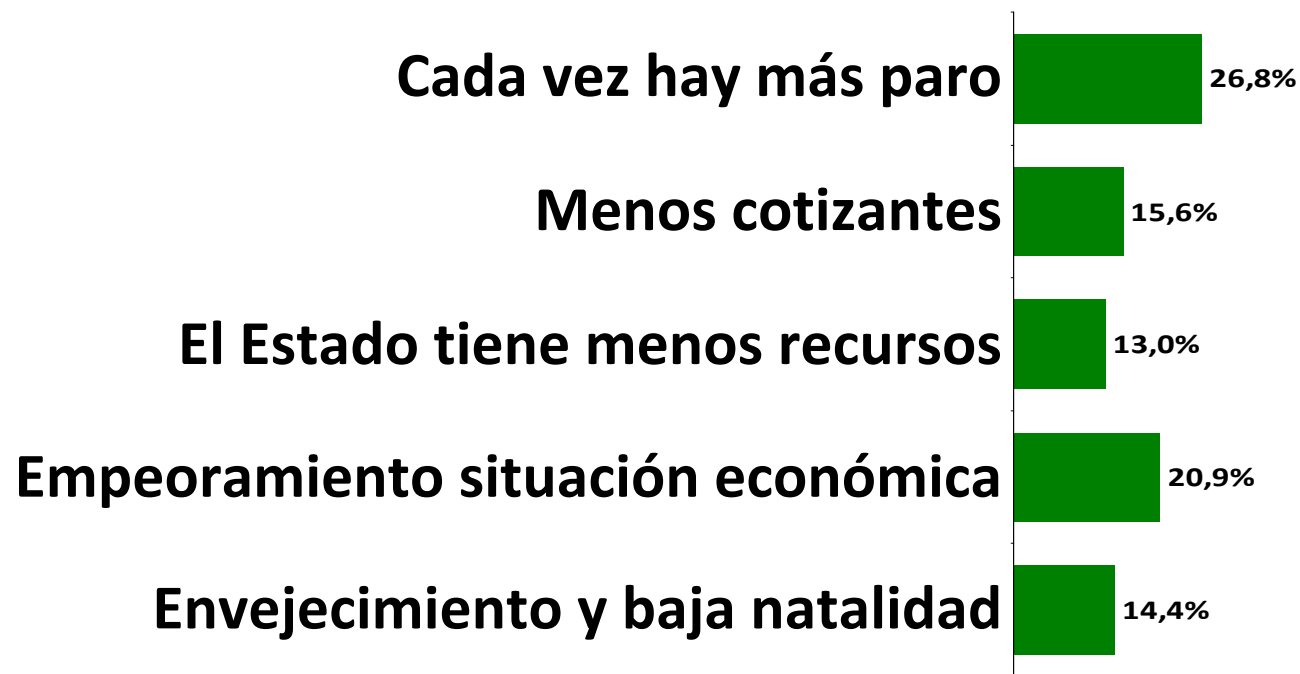 Cada vez hay más paro 26,8%
Menos cotizantes 15,6%
El Estado tiene menos recursos 13,0%
Empeoramiento situación económica 20,9%
Envejecimiento y baja natalidad 14,4%